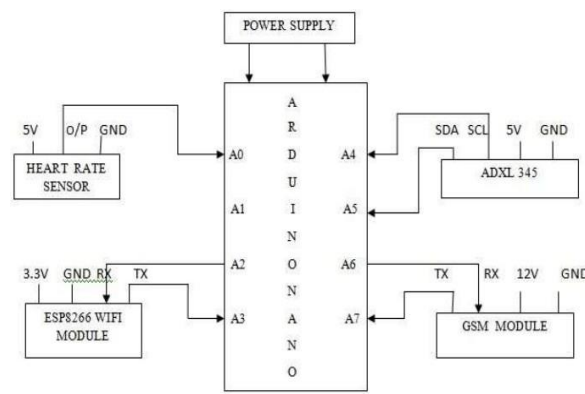 POWER SUPPLY
A
R
D
U
I
N
O
N
A
N
O
5V O/P GND
HEART RATE
SENSOR
A0
A1
A2
A3
3.3V GND RX TX
ESP8266 WIFI
MODULE
A4
A5
A6
A7
SDA SCL 5V GND
ADXL 345
TX RX 12V GND
GSM MODULE